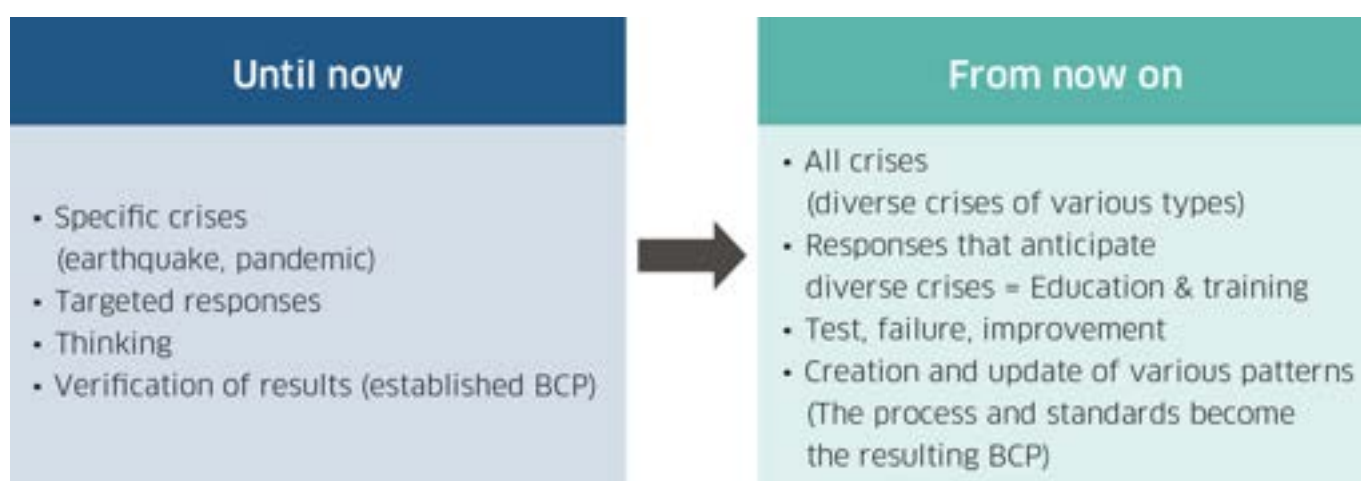 Until now
• Specific crises
(earthquake, pandemic)
• Targeted responses
• Thinking
• Verification of results (established BCP)
From now on
• All crises
(diverse crises of various types)
• Responses that anticipate
diverse crises = Education & training
• Test, failure, improvement
• Creation and update of various patterns
(The process and standards become
the resulting BCP)